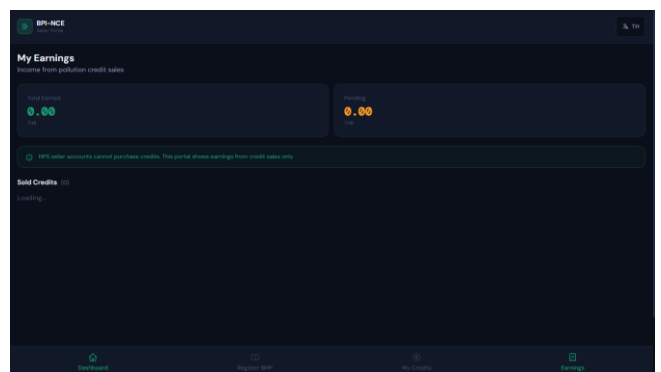 BPI-NCE
Seller Portal
TH
My Earnings
Income from pollution credit sales
Total Earned
0.00
THB
Pending
0.00
THB
NPS seller accounts cannot purchase credits. This portal shows earnings from credit sales only.
Sold Credits (0)
Loading...
Dashboard
Register BMP
My Credits
Earnings